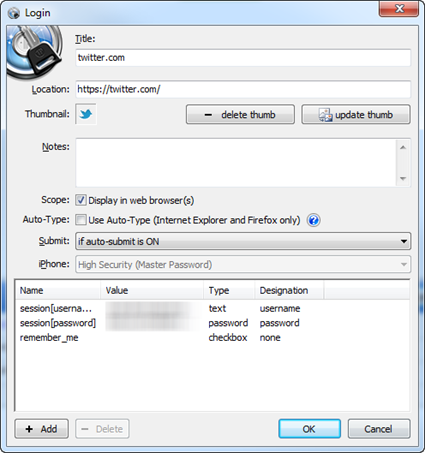 Login
Title:
twitter.com
Location: https://twitter.com/
Thumbnail: delete thumb update thumb
Notes:
Scope: Display in web browser(s)
Auto-Type: Use Auto-Type (Internet Explorer and Firefox only) ?
Submit: if auto-submit is ON
iPhone: High Security (Master Password)
Name Value Type Designation
session[userna... text username
session[password] password password
remember_me checkbox none
+ Add − Delete OK Cancel